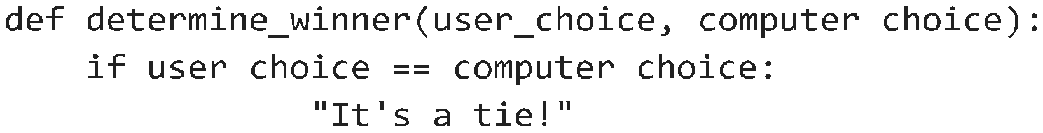 def determine_winner(user_choice, computer choice):
    if user choice == computer choice:
               "It's a tie!"